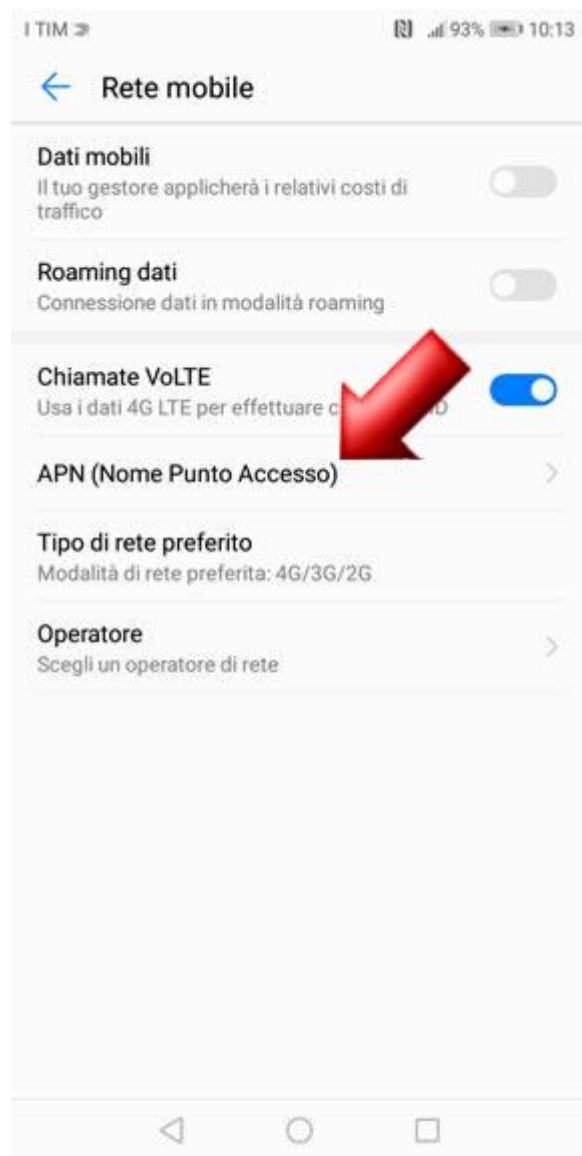 I TIM 93% 10:13
Rete mobile
Dati mobili
Il tuo gestore applicherà i relativi costi di
traffico
Roaming dati
Connessione dati in modalità roaming
Chiamate VoLTE
Usa i dati 4G LTE per effettuare
APN (Nome Punto Accesso)
Tipo di rete preferito
Modalità di rete preferita: 4G/3G/2G
Operatore
Scegli un operatore di rete